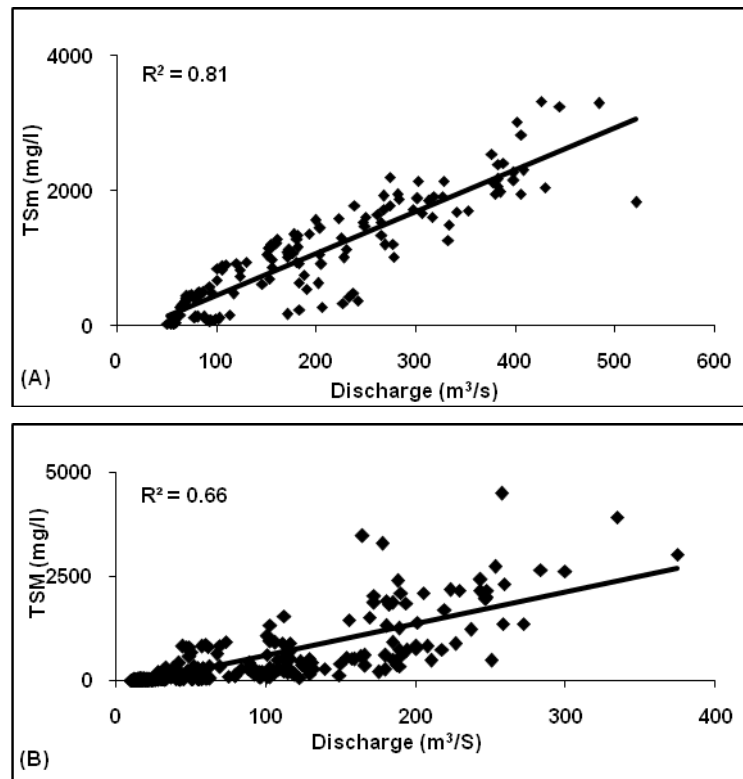 4000
R² = 0.81
TSm (mg/l)
2000
0
0 100 200 300 400 500 600
(A)
Discharge (m³/s)
5000
R² = 0.66
TSM (mg/l)
2500
0
0 100 200 300 400
(B)
Discharge (m³/S)